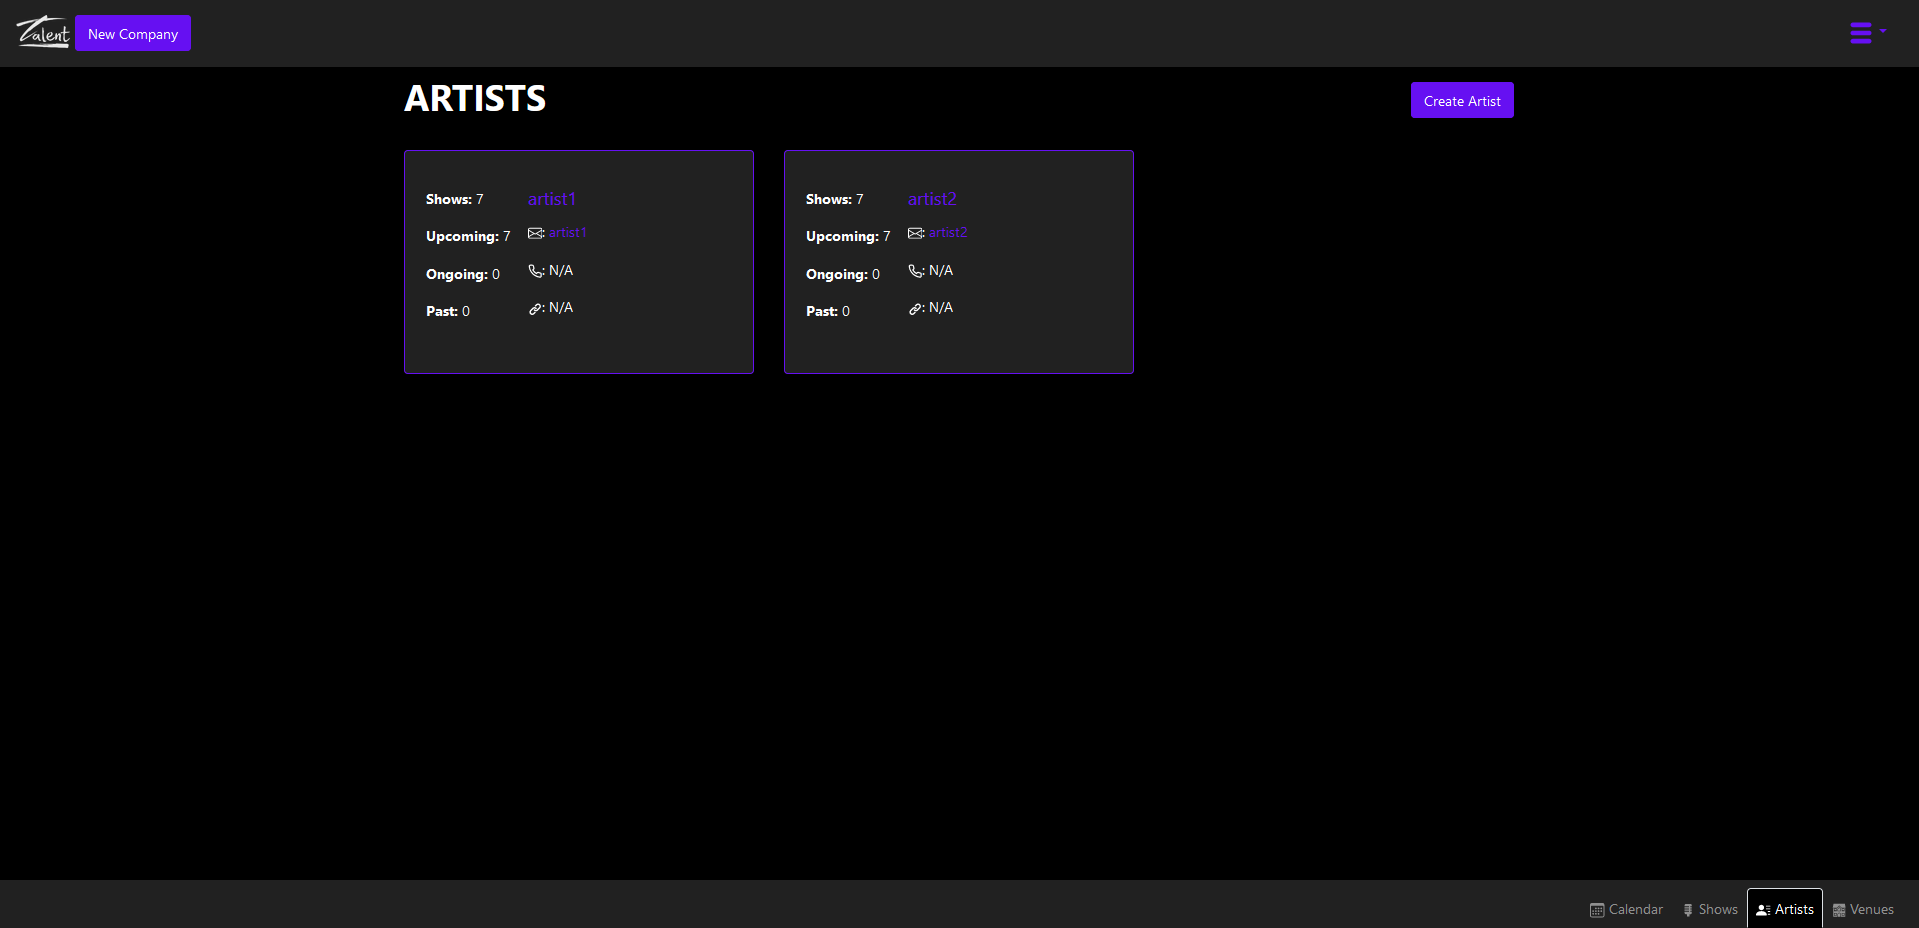 Talent New Company
ARTISTS
Create Artist
Shows: 7
Upcoming: 7
Ongoing: 0
Past: 0
artist1
: artist1
: N/A
: N/A
Shows: 7
Upcoming: 7
Ongoing: 0
Past: 0
artist2
: artist2
: N/A
: N/A
Calendar Shows Artists Venues